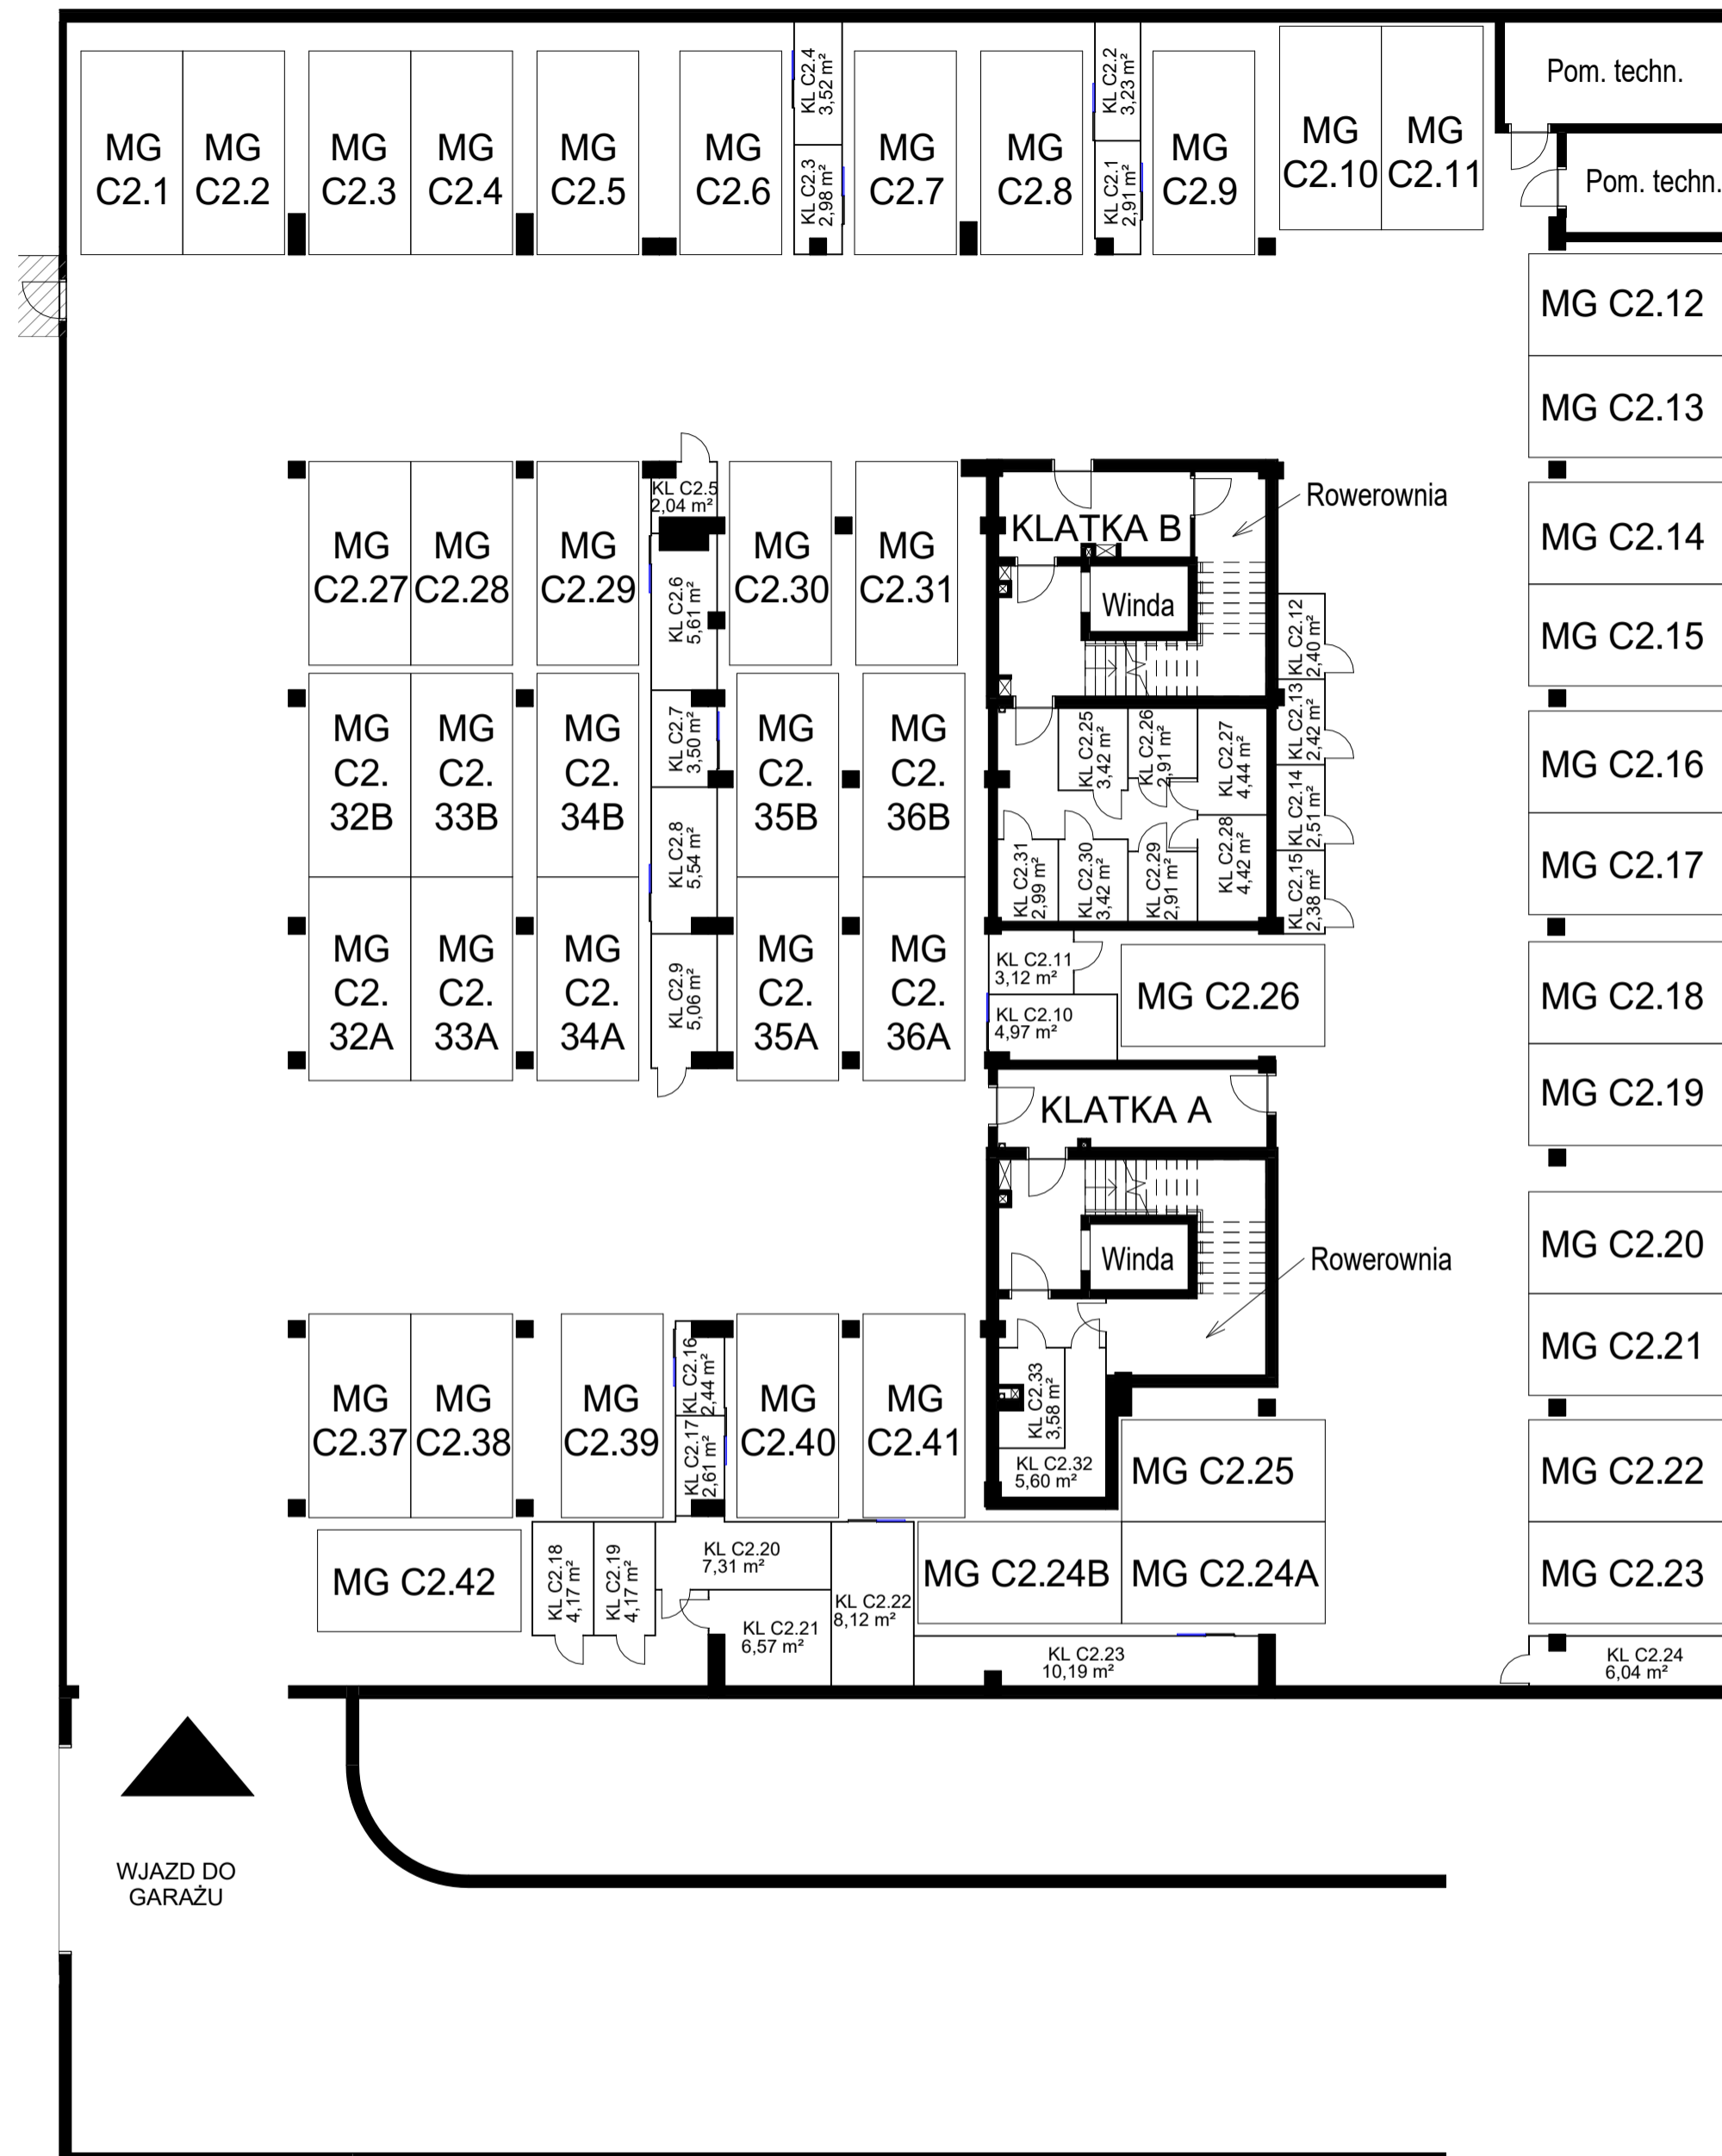 MG
C2.1
MG
C2.2
MG
C2.3
MG
C2.4
MG
C2.5
MG
C2.6
KL C2.4
3,52 m²
KL C2.3
2,98 m²
MG
C2.7
MG
C2.8
KL C2.2
3,23 m²
KL C2.1
2,91 m²
MG
C2.9
MG
C2.10
MG
C2.11
Pom. techn.
Pom. techn.
MG C2.12
MG C2.13
MG C2.14
MG C2.15
MG C2.16
MG C2.17
MG C2.18
MG C2.19
MG C2.20
MG C2.21
MG C2.22
MG C2.23
KL C2.24
6,04 m²
MG
C2.27
MG
C2.28
MG
C2.29
KL C2.5
2,04 m²
KL C2.6
5,61 m²
MG
C2.30
MG
C2.31
KLATKA B
Winda
Rowerownia
KL C2.12
2,40 m²
KL C2.13
2,42 m²
KL C2.14
2,51 m²
KL C2.15
2,38 m²
MG
C2.
32B
MG
C2.
33B
MG
C2.
34B
KL C2.7
3,50 m²
KL C2.8
5,54 m²
MG
C2.
35B
MG
C2.
36B
KL C2.25
3,42 m²
KL C2.26
2,91 m²
KL C2.27
4,44 m²
KL C2.31
2,99 m²
KL C2.30
3,42 m²
KL C2.29
2,91 m²
KL C2.28
4,42 m²
MG
C2.
32A
MG
C2.
33A
MG
C2.
34A
KL C2.9
5,06 m²
MG
C2.
35A
MG
C2.
36A
KL C2.11
3,12 m²
KL C2.10
4,97 m²
MG C2.26
KLATKA A
Winda
Rowerownia
MG
C2.37
MG
C2.38
MG
C2.39
KL C2.16
2,44 m²
KL C2.17
2,61 m²
MG
C2.40
MG
C2.41
KL C2.33
3,58 m²
KL C2.32
5,60 m²
MG C2.25
MG C2.42
KL C2.18
4,17 m²
KL C2.19
4,17 m²
KL C2.20
7,31 m²
KL C2.21
6,57 m²
KL C2.22
8,12 m²
MG C2.24B
MG C2.24A
KL C2.23
10,19 m²
WJAZD DO
GARAŻU